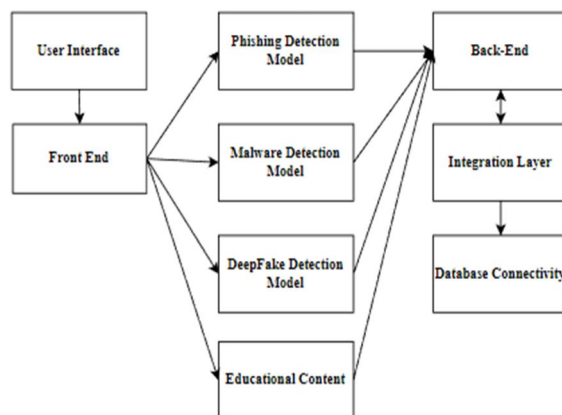 User Interface
Front End
Phishing Detection
Model
Malware Detection
Model
DeepFake Detection
Model
Educational Content
Back-End
Integration Layer
Database Connectivity